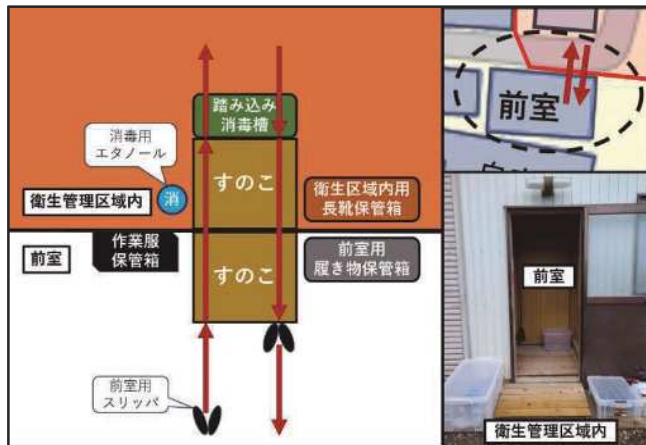 踏み込み
消毒槽
消毒用
エタノール
消
すのこ
衛生管理区域内
衛生区域内用
長靴保管箱
前室
作業服
保管箱
すのこ
前室用
履き物保管箱
前室用
スリッパ
前室
前室
衛生管理区域内